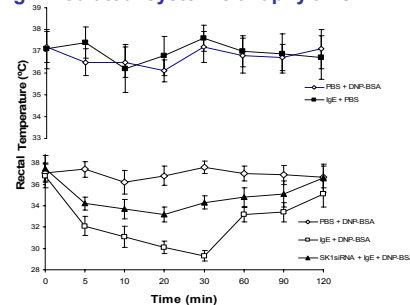 Rectal Temperature (ºC)
39
38
37
36
35
34
33
PBS + DNP-BSA
IgE + PBS
38
36
34
32
30
28
PBS + DNP-BSA
IgE + DNP-BSA
SK1siRNA + IgE + DNP-BS
0 5 10 20 30 60 90 120
Time (min)